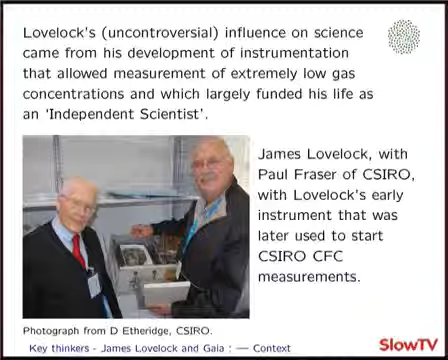 Lovelock's (uncontroversial) influence on science
came from his development of instrumentation
that allowed measurement of extremely low gas
concentrations and which largely funded his life as
an ‘Independent Scientist’.
James Lovelock, with
Paul Fraser of CSIRO,
with Lovelock's early
instrument that was
later used to start
CSIRO CFC
measurements.
Photograph from D Etheridge, CSIRO.
Key thinkers - James Lovelock and Gaia : — Context
SlowTV